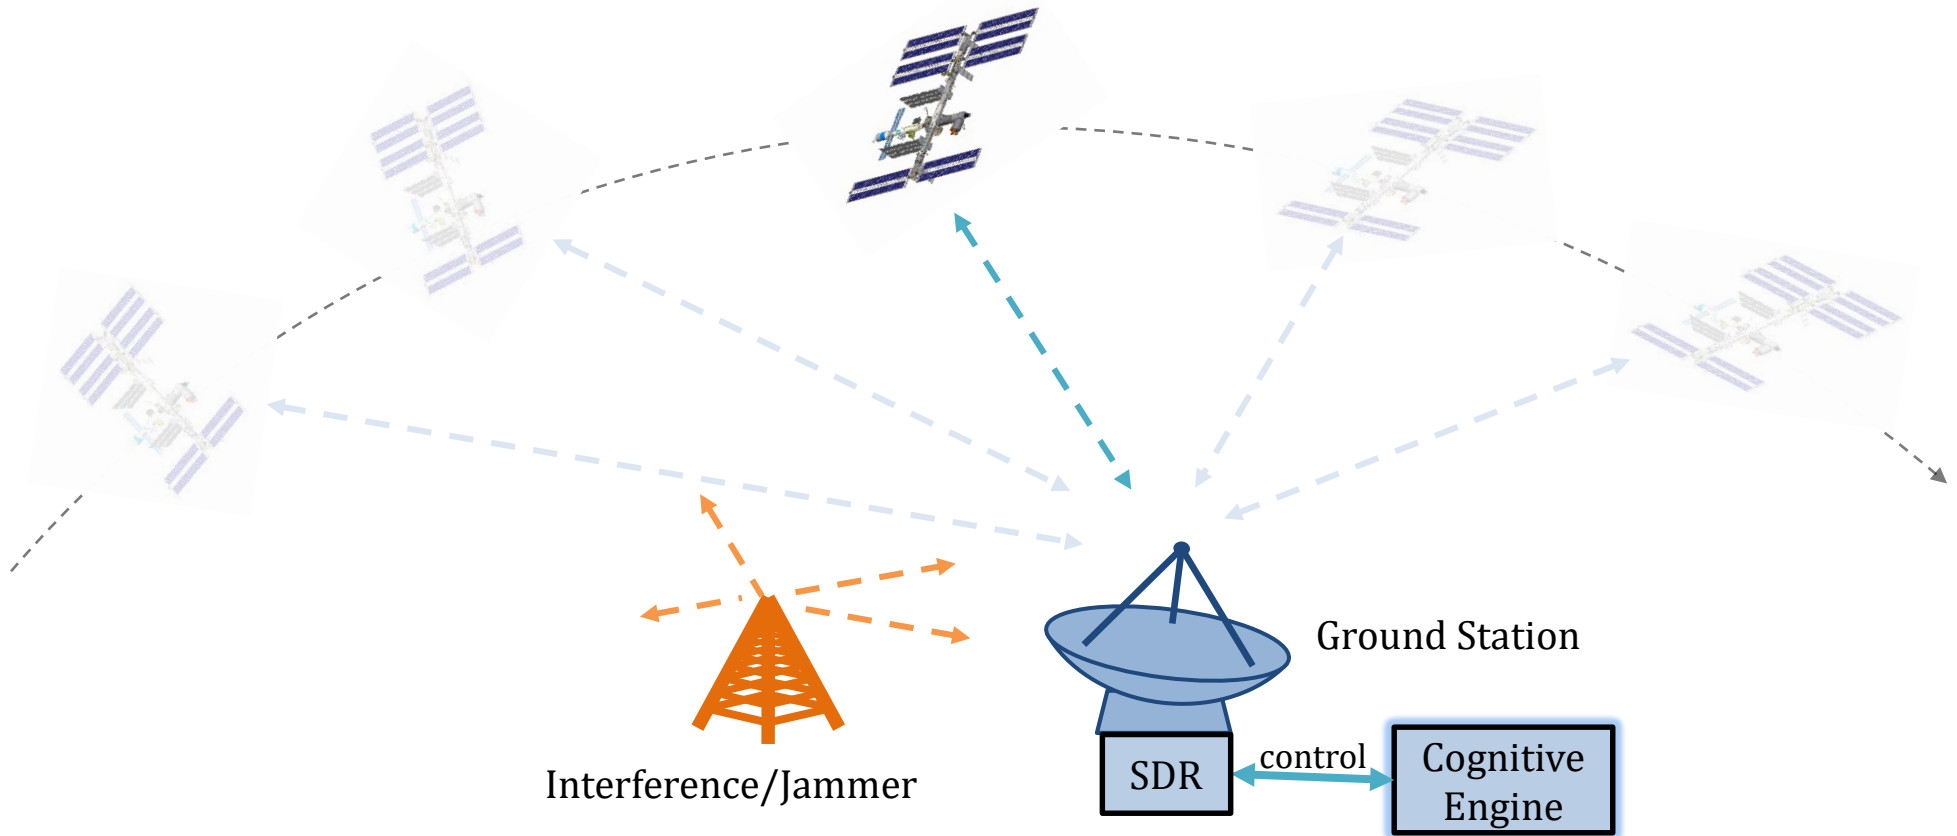 Ground Station
Interference/Jammer
SDR
control
Cognitive
Engine